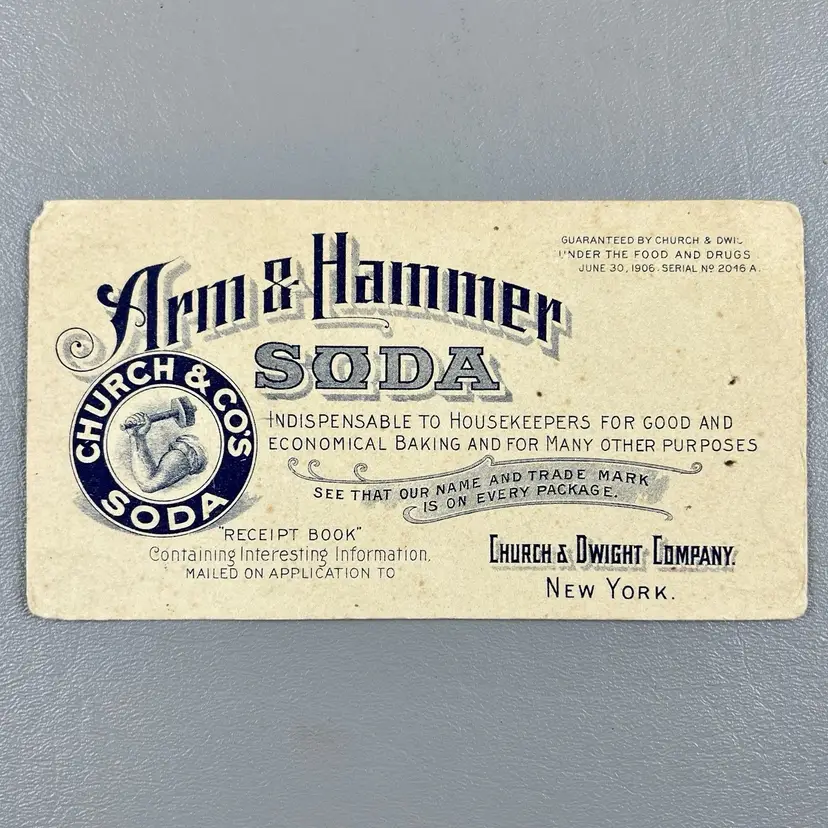 Arm & Hammer
SODA
GUARANTEED BY CHURCH &
UNDER THE FOOD AND DRUGS
JUNE 30, 1906. SERIAL Nº 2046 A.
CHURCH & CO'S
SODA
INDISPENSABLE TO HOUSEKEEPERS FOR GOOD AND
ECONOMICAL BAKING AND FOR MANY OTHER PURPOSES
SEE THAT OUR NAME AND TRADE MARK
IS ON EVERY PACKAGE.
"RECEIPT BOOK"
Containing Interesting Information,
MAILED ON APPLICATION TO
CHURCH & DWIGHT COMPANY.
NEW YORK.